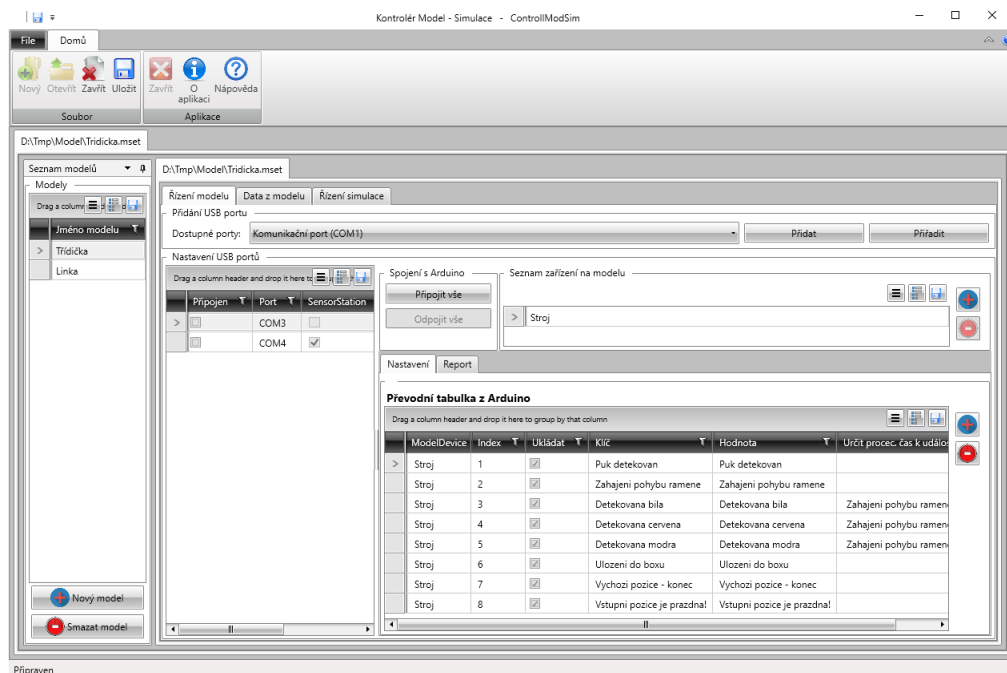 Kontrolér Model - Simulace - ControllModSim
File Domů
Nový Otevřít Zavřít Uložit Zavřít O aplikaci Nápověda
Soubor Aplikace
D:\Tmp\Model\Tridicka.mset
Seznam modelů
Modely
Drag a column
Jméno modelu
Třídička
Linka
Nový model
Smazat model
D:\Tmp\Model\Tridicka.mset
Řízení modelu Data z modelu Řízení simulace
Přidání USB portu
Dostupné porty: Komunikační port (COM1) Přidat Přiřadit
Nastavení USB portů
Drag a column header and drop it here to
Připojen Port SensorStation
COM3
COM4
Spojení s Arduino
Připojit vše
Odpojit vše
Seznam zařízení na modelu
Stroj
Nastavení Report
Převodní tabulka z Arduino
Drag a column header and drop it here to group by that column
ModelDevice Index Ukládat Klíč Hodnota Určit procec. čas k událos
Stroj 1 Puk detekovan Puk detekovan
Stroj 2 Zahajeni pohybu ramene Zahajeni pohybu ramene
Stroj 3 Detekovana bila Detekovana bila Zahajeni pohybu ramen
Stroj 4 Detekovana cervena Detekovana cervena Zahajeni pohybu ramen
Stroj 5 Detekovana modra Detekovana modra Zahajeni pohybu ramen
Stroj 6 Ulozeni do boxu Ulozeni do boxu
Stroj 7 Vychozi pozice - konec Vychozi pozice - konec
Stroj 8 Vstupni pozice je prazdna! Vstupni pozice je prazdna!
Připraven